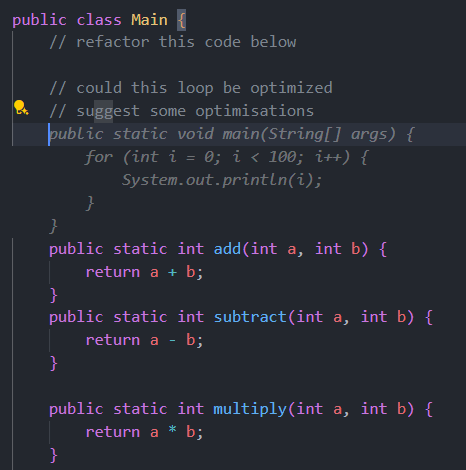 public class Main {
    // refactor this code below

    // could this loop be optimized
    // suggest some optimisations
    public static void main(String[] args) {
        for (int i = 0; i < 100; i++) {
            System.out.println(i);
        }
    }
    public static int add(int a, int b) {
        return a + b;
    }
    public static int subtract(int a, int b) {
        return a - b;
    }

    public static int multiply(int a, int b) {
        return a * b;
    }